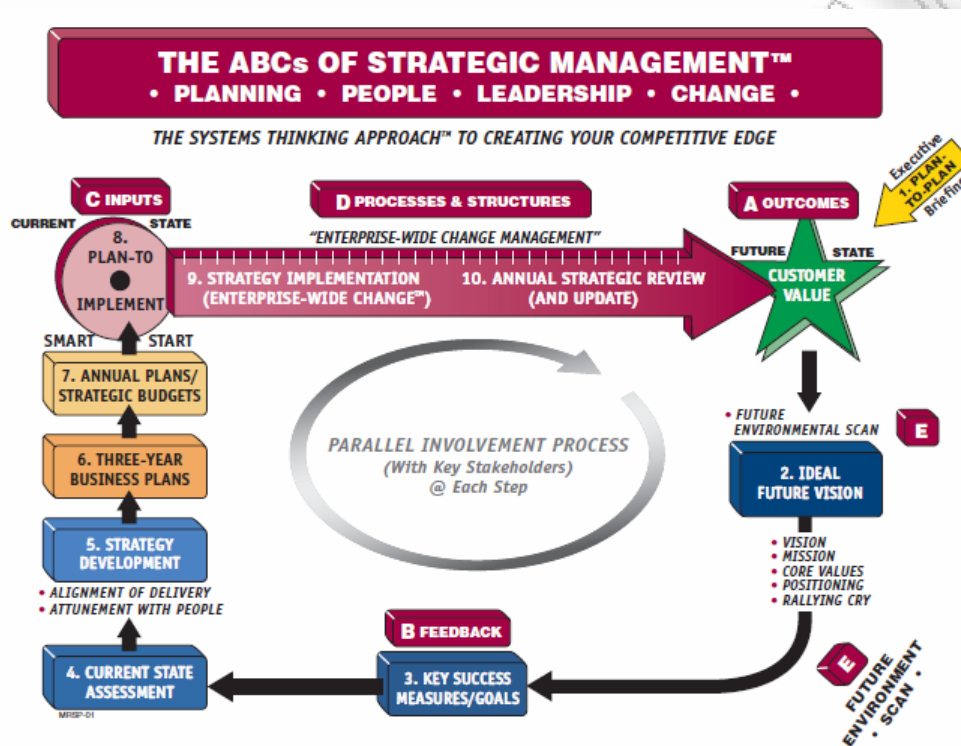 THE ABCs OF STRATEGIC MANAGEMENT™
• PLANNING • PEOPLE • LEADERSHIP • CHANGE •
THE SYSTEMS THINKING APPROACH™ TO CREATING YOUR COMPETITIVE EDGE
Executive
1. PLAN-
TO-PLAN
Briefing
C INPUTS
D PROCESSES & STRUCTURES
A OUTCOMES
CURRENT STATE
"ENTERPRISE-WIDE CHANGE MANAGEMENT"
FUTURE STATE
8.
PLAN-TO
IMPLEMENT
9. STRATEGY IMPLEMENTATION
(ENTERPRISE-WIDE CHANGE℠)
10. ANNUAL STRATEGIC REVIEW
(AND UPDATE)
CUSTOMER
VALUE
SMART START
7. ANNUAL PLANS/
STRATEGIC BUDGETS
6. THREE-YEAR
BUSINESS PLANS
5. STRATEGY
DEVELOPMENT
• ALIGNMENT OF DELIVERY
• ATTUNEMENT WITH PEOPLE
4. CURRENT STATE
ASSESSMENT
MRSP-01
PARALLEL INVOLVEMENT PROCESS
(With Key Stakeholders)
@ Each Step
B FEEDBACK
3. KEY SUCCESS
MEASURES/GOALS
• FUTURE
ENVIRONMENTAL SCAN
E
2. IDEAL
FUTURE VISION
• VISION
• MISSION
• CORE VALUES
• POSITIONING
• RALLYING CRY
E
FUTURE
ENVIRONMENT
• SCAN •